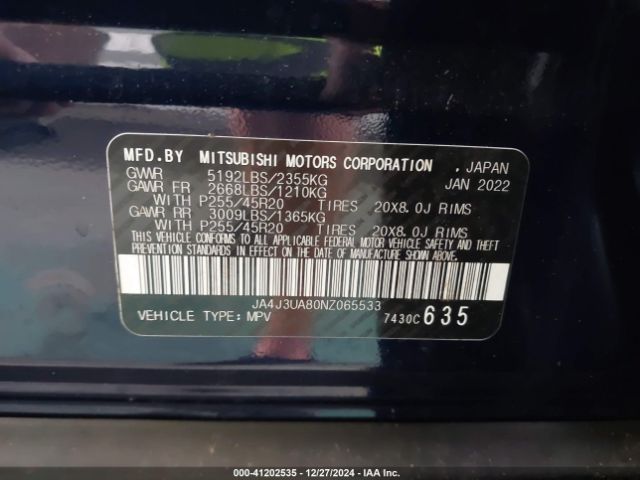 MFD.BY MITSUBISHI MOTORS CORPORATION , JAPAN
GVWR 5192LBS/2355KG JAN 2022
GAWR FR 2668LBS/1210KG
WITH P255/45R20 TIRES 20X8.0J RIMS
GAWR RR 3009LBS/1365KG
WITH P255/45R20 TIRES 20X8.0J RIMS
THIS VEHICLE CONFORMS TO ALL APPLICABLE FEDERAL MOTOR VEHICLE SAFETY AND THEFT
PREVENTION STANDARDS IN EFFECT ON THE DATE OF MANUFACTURE SHOWN ABOVE.
JA4J3UA80NZ065533
VEHICLE TYPE: MPV 7430C 635
000-41202535 - 12/27/2024 - IAA Inc.